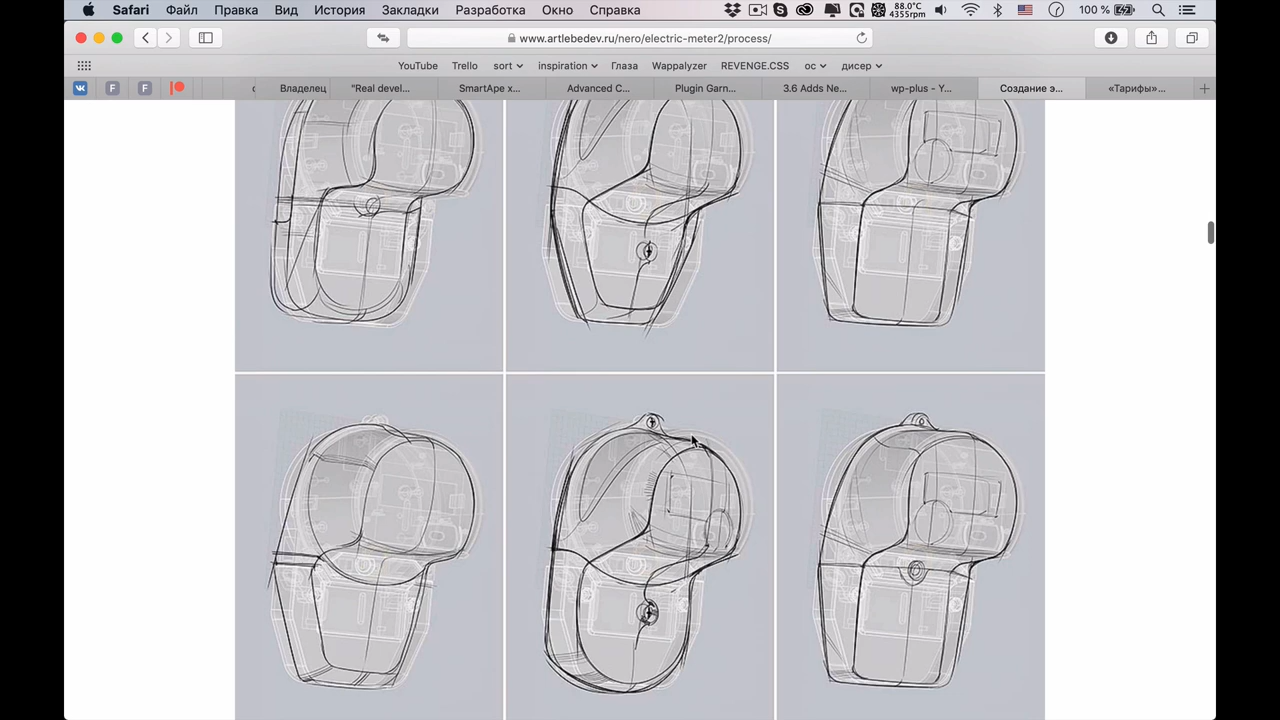 Safari Файл Правка Вид История Закладки Разработка Окно Справка 88.0°C 4355rpm 100 %
www.artlebedev.ru/nero/electric-meter2/process/
YouTube Trello sort inspiration Глаза Wappalyzer REVENGE.CSS ос дисер
F F Владелец "Real devel... SmartApe х... Advanced C... Plugin Garn... 3.6 Adds Ne... wp-plus - Y... Создание э... «Тарифы»...